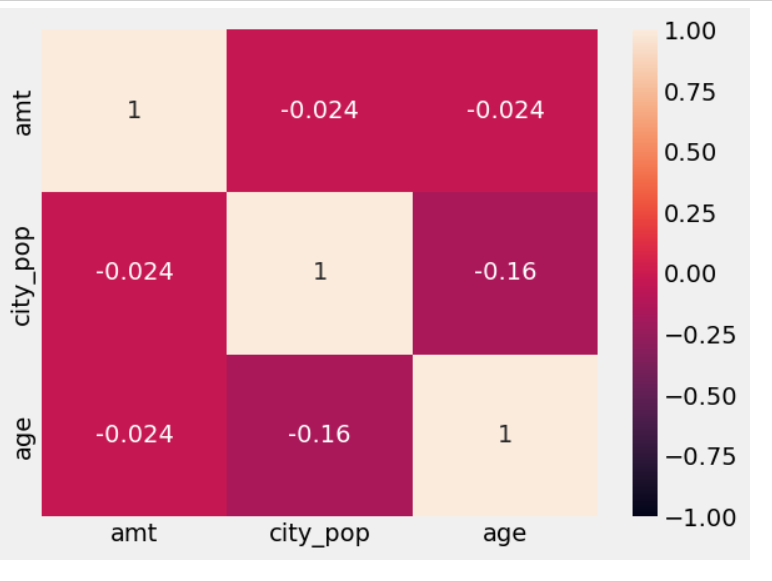 amt 1 -0.024 -0.024
city_pop -0.024 1 -0.16
age -0.024 -0.16 1
amt city_pop age
1.00
0.75
0.50
0.25
0.00
−0.25
−0.50
−0.75
−1.00